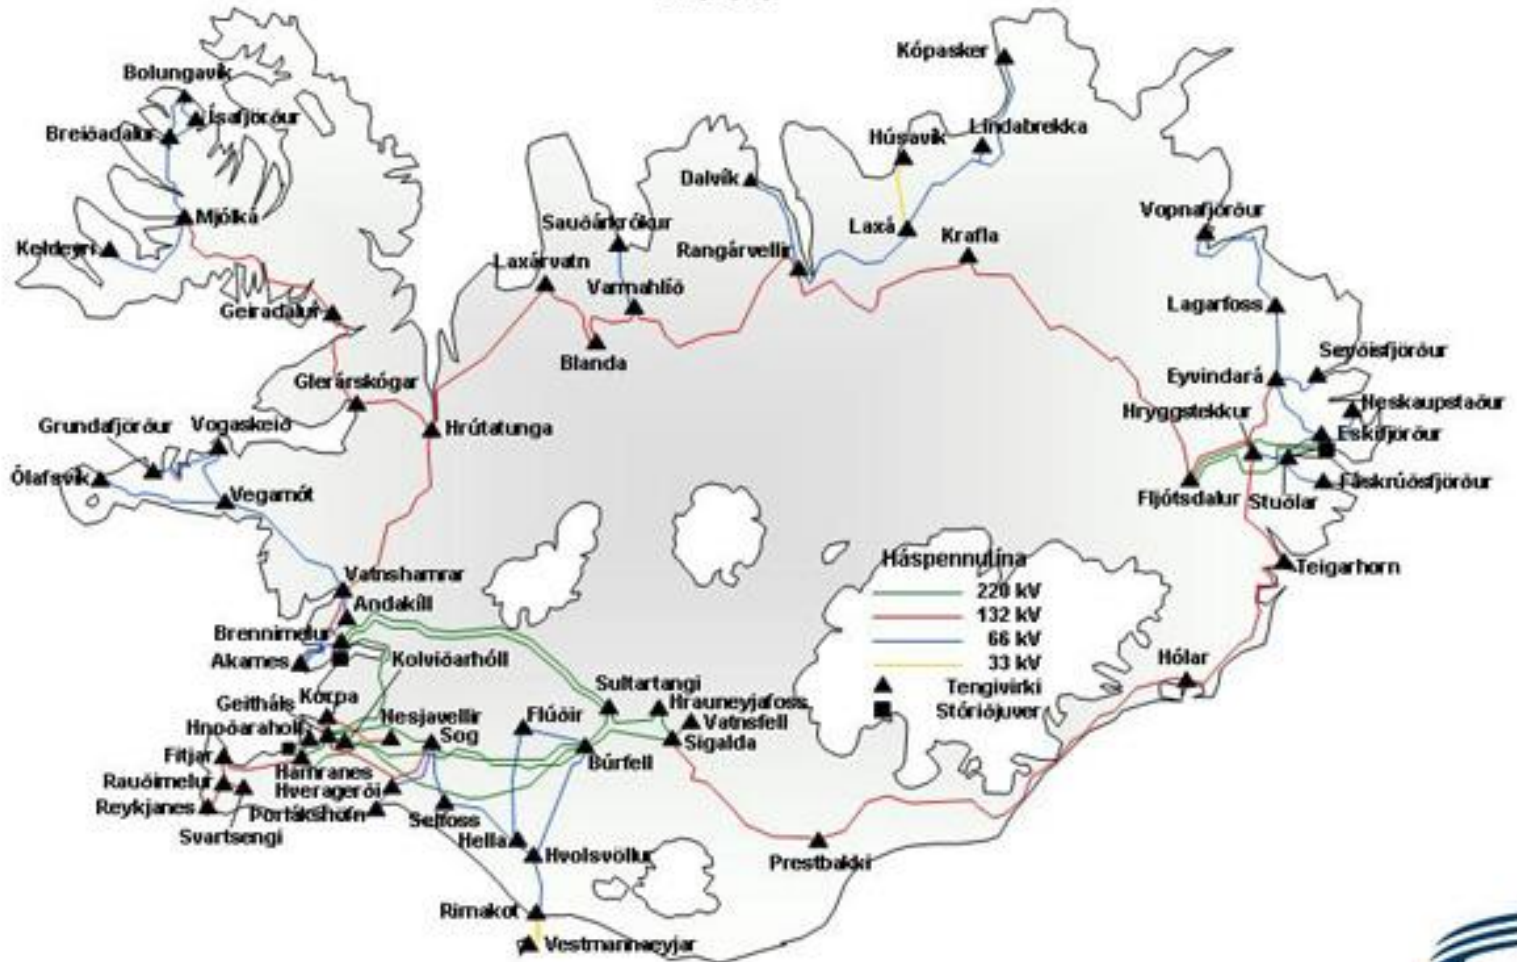 Kópasker
Bolungavík
Ísafjörður
Breiðadalur
Húsavík
Lindabrekka
Dalvík
Mjólká
Keldeyri
Sauðárkrókur
Laxá
Krafla
Vopnafjörður
Rangárvellir
Laxárvatn
Varmahlíð
Geiradalur
Lagarfoss
Blanda
Seyðisfjörður
Glerárskógar
Eyvindará
Hryggstekkur
Neskaupstaður
Grundafjörður
Vogaskeið
Hrútatunga
Eskifjörður
Ólafsvík
Vegamót
Fljótsdalur
Stuðlar
Fáskrúðsfjörður
Háspennulína
220 kV
132 kV
66 kV
33 kV
Tengivirki
Stóriðjuver
Teigarhorn
Vatnshamrar
Andakíll
Brennimelur
Akarnes
Kolviðarhóll
Hólar
Sultartangi
Hrauneyjafoss
Vatnsfell
Sigalda
Geitháls
Korpa
Nesjavellir
Flúðir
Hnoðaraholt
Sog
Fitjar
Búrfell
Hamranes
Rauðimelur
Hveragerði
Reykjanes
Þorlákshöfn
Svartsengi
Selfoss
Hella
Hvolsvöllur
Prestbakki
Rimakot
Vestmannaeyjar